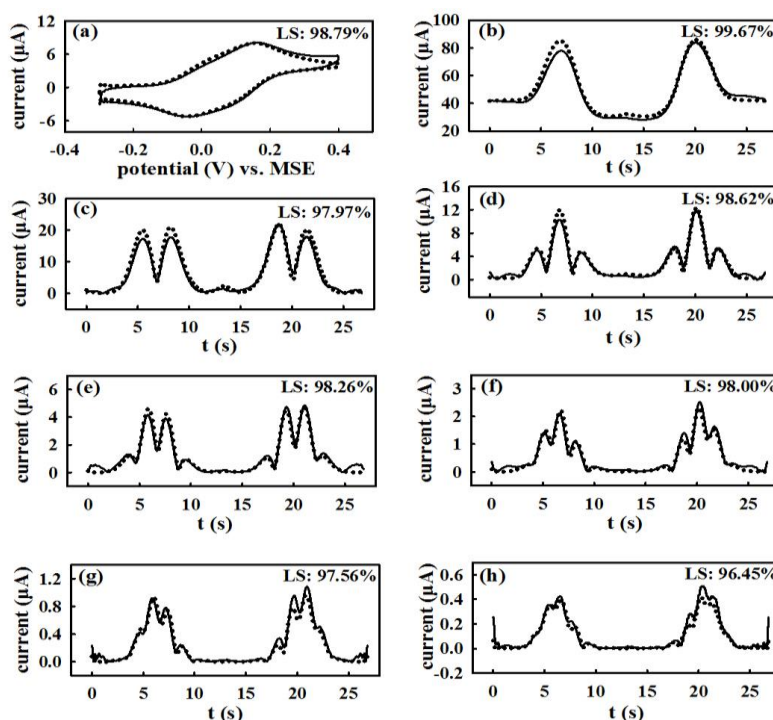 (a)
LS: 98.79%
current (µA)
12
6
0
-6
-0.4
-0.2
0.0
0.2
0.4
potential (V) vs. MSE
(b)
LS: 99.67%
current (µA)
100
80
60
40
20
0
5
10
15
20
25
t (s)
(c)
LS: 97.97%
current (µA)
30
20
10
0
0
5
10
15
20
25
t (s)
(d)
LS: 98.62%
current (µA)
16
12
8
4
0
0
5
10
15
20
25
t (s)
(e)
LS: 98.26%
current (µA)
6
4
2
0
0
5
10
15
20
25
t (s)
(f)
LS: 98.00%
current (µA)
3
2
1
0
0
5
10
15
20
25
t (s)
(g)
LS: 97.56%
current (µA)
1.2
0.8
0.4
0.0
0
5
10
15
20
25
t (s)
(h)
LS: 96.45%
current (µA)
0.6
0.4
0.2
0.0
-0.2
0
5
10
15
20
25
t (s)